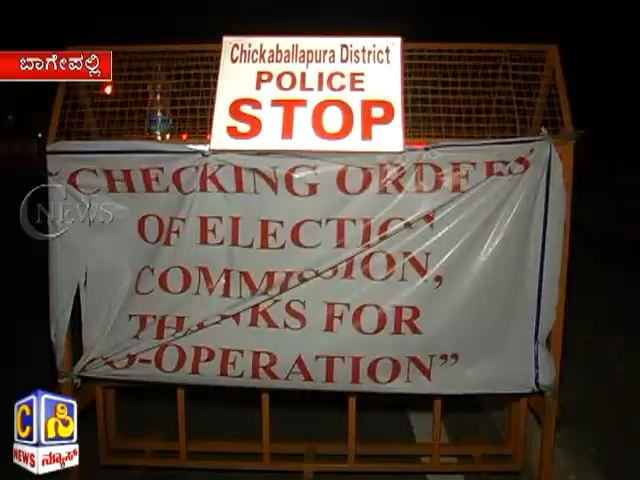 ಬಾಗೇಪಲ್ಲಿ
Chickaballapura District
POLICE
STOP
"CHECKING ORDERS
OF ELECTION
COMMISSION,
THANKS FOR
CO-OPERATION"
C NEWS
C ಸಿ
NEWS ನ್ಯೂಸ್